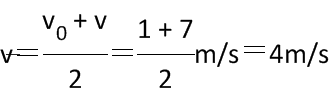 v = (v₀ + v)/2 = (1 + 7)/2 m/s = 4m/s